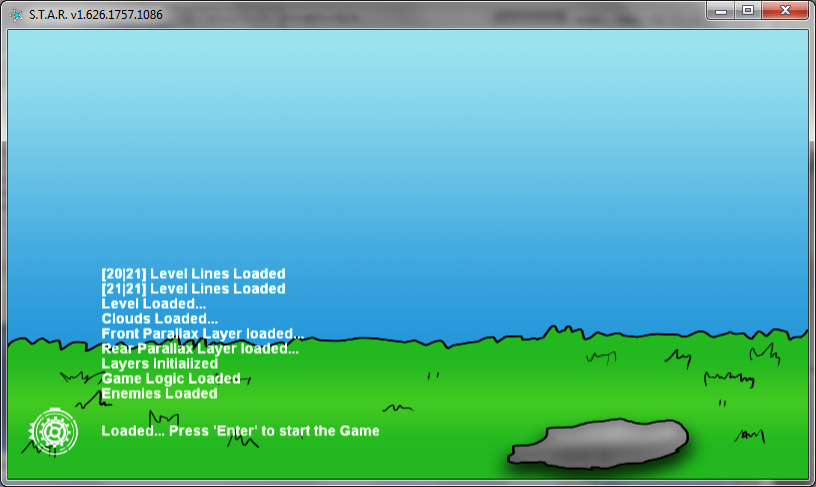 S.T.A.R. v1.626.1757.1086
[20|21] Level Lines Loaded
[21|21] Level Lines Loaded
Level Loaded...
Clouds Loaded...
Front Parallax Layer loaded...
Rear Parallax Layer loaded...
Layers Initialized
Game Logic Loaded
Enemies Loaded
Loaded... Press 'Enter' to start the Game